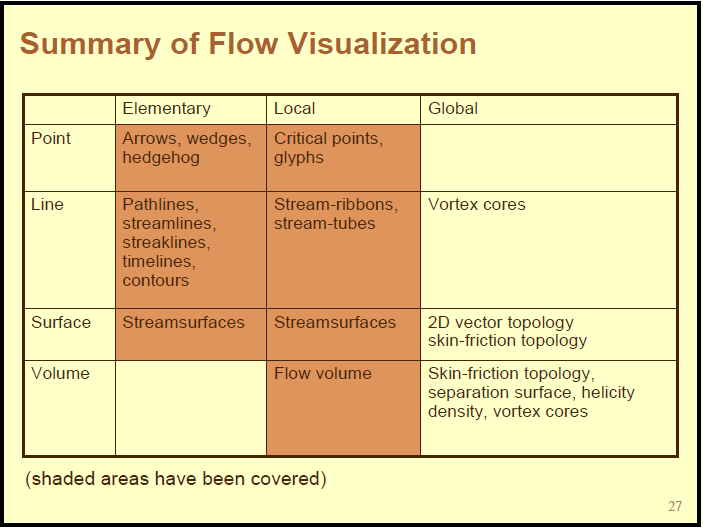 Summary of Flow Visualization
Elementary Local Global
Point Arrows, wedges, Critical points,
hedgehog glyphs
Line Pathlines, Stream-ribbons, Vortex cores
streamlines, stream-tubes
streaklines,
timelines,
contours
Surface Streamsurfaces Streamsurfaces 2D vector topology
skin-friction topology
Volume Flow volume Skin-friction topology,
separation surface, helicity
density, vortex cores
(shaded areas have been covered)
27